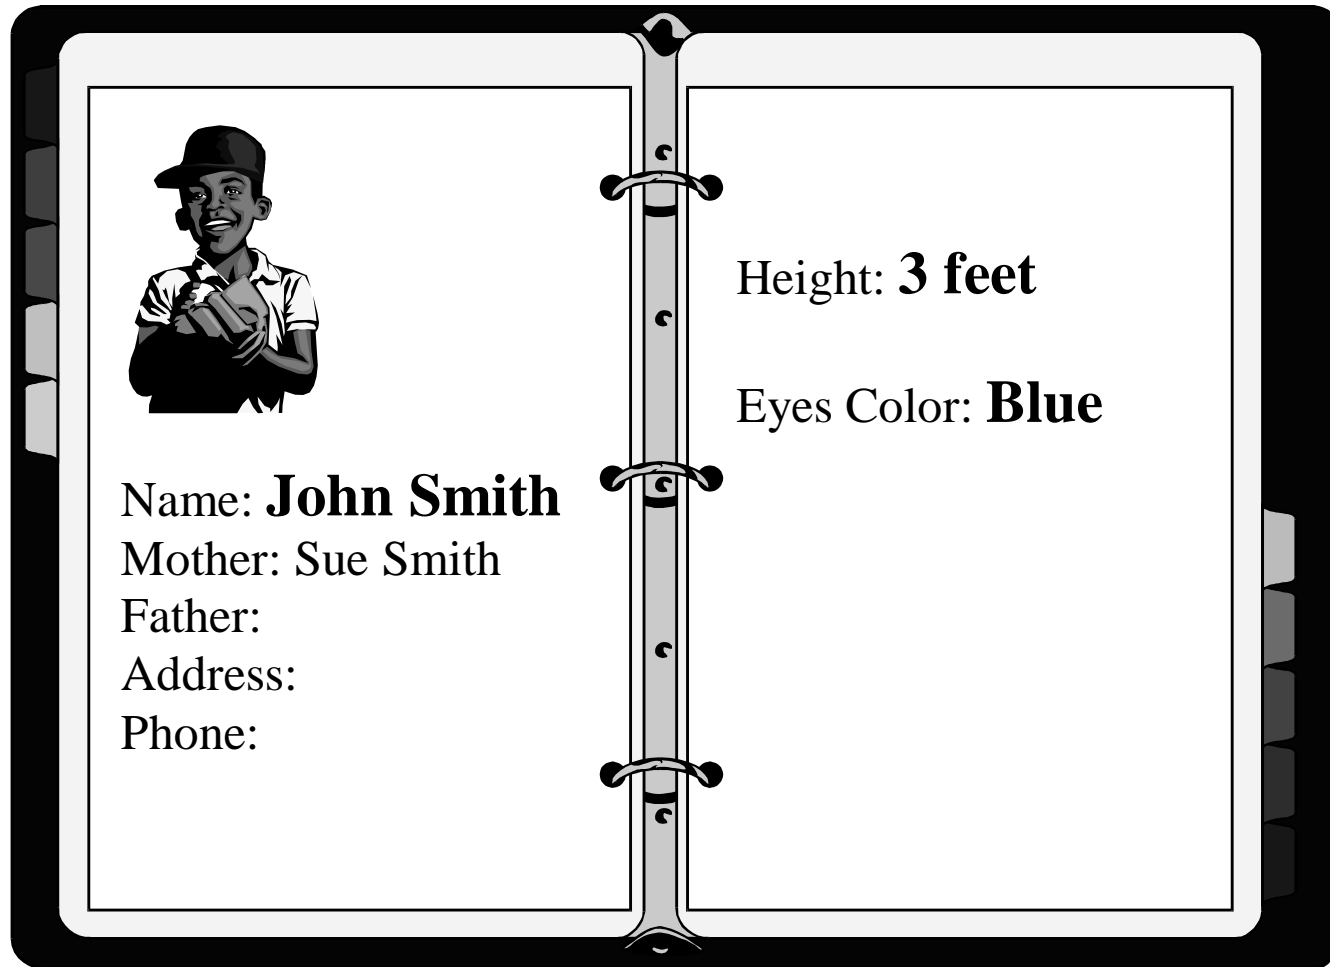 Name: John Smith
Mother: Sue Smith
Father:
Address:
Phone:
Height: 3 feet
Eyes Color: Blue